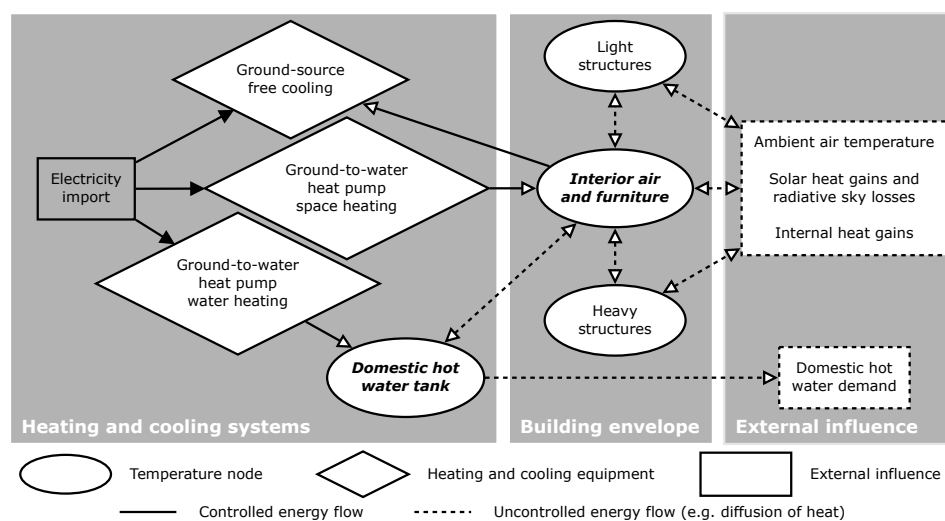 Ground-source
free cooling
Electricity
import
Ground-to-water
heat pump
space heating
Ground-to-water
heat pump
water heating
Domestic hot
water tank
Heating and cooling systems
Light
structures
Interior air
and furniture
Heavy
structures
Building envelope
Ambient air temperature
Solar heat gains and
radiative sky losses
Internal heat gains
Domestic hot
water demand
External influence
Temperature node
Heating and cooling equipment
External influence
Controlled energy flow
Uncontrolled energy flow (e.g. diffusion of heat)